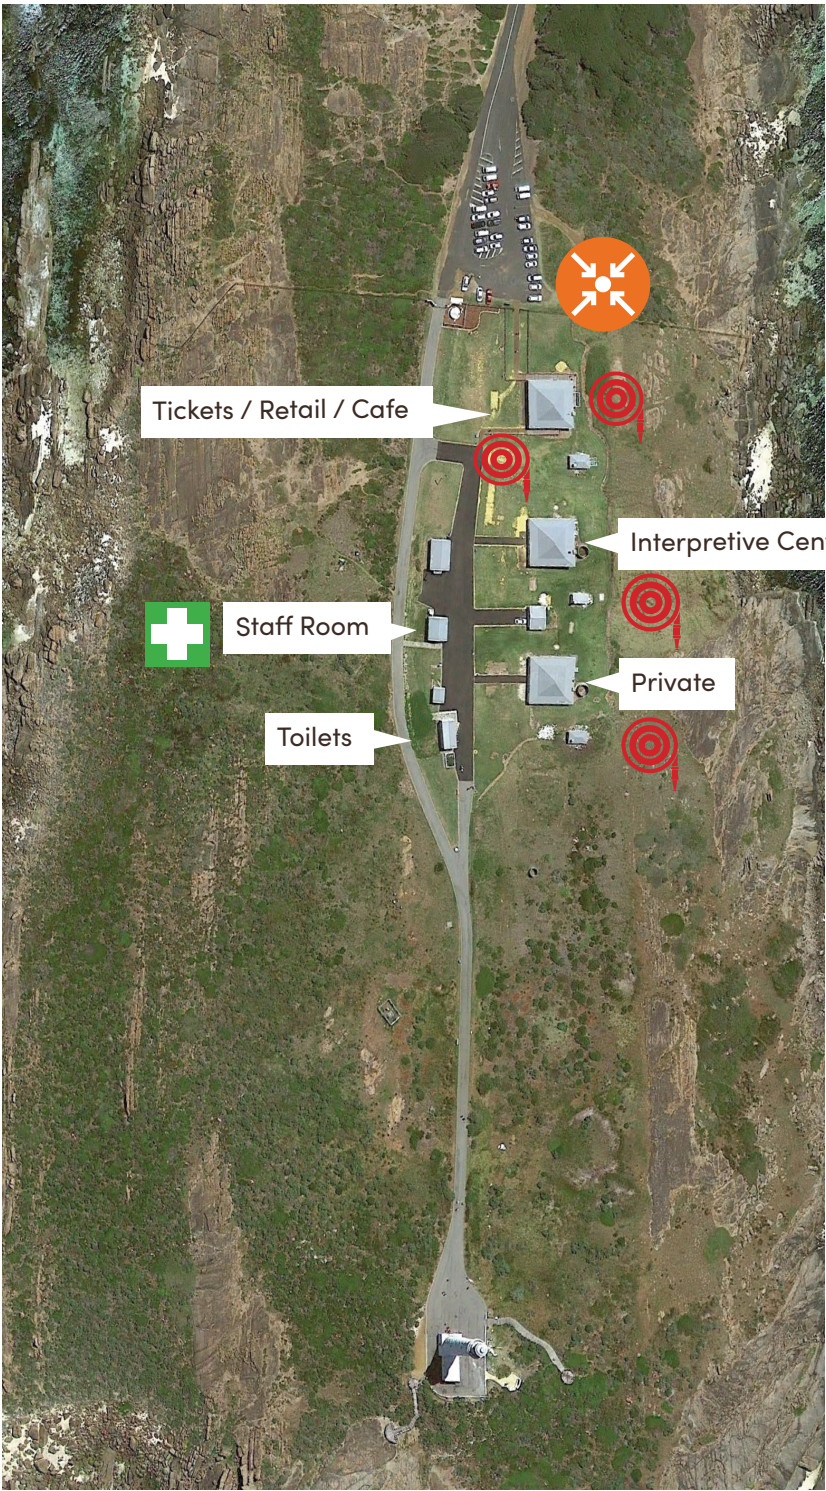 Tickets / Retail / Cafe
Interpretive Cen
Staff Room
Private
Toilets